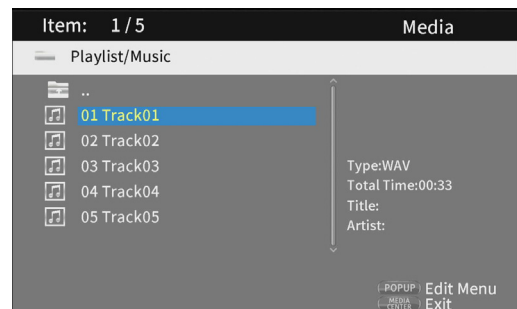 Item: 1/5 Media
Playlist/Music
..
01 Track01
02 Track02
03 Track03
04 Track04
05 Track05
Type:WAV
Total Time:00:33
Title:
Artist:
POPUP Edit Menu
MEDIA CENTER Exit